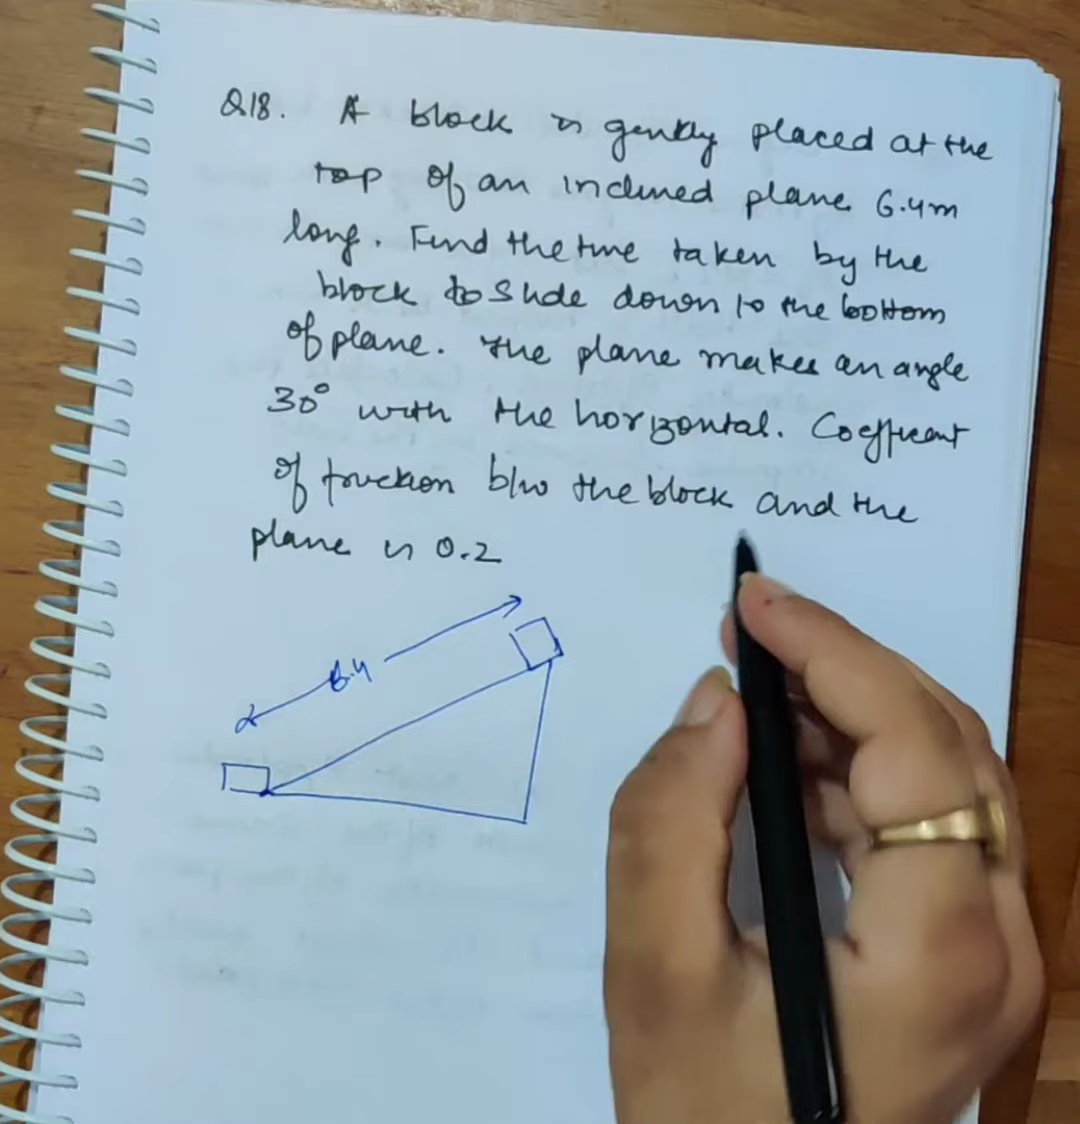 Q18. A block is gently placed at the
top of an inclined plane 6.4m
long. Find the time taken by the
block to slide down to the bottom
of plane. The plane makes an angle
30° with the horizontal. Coefficient
of friction b/w the block and the
plane is 0.2
6.4